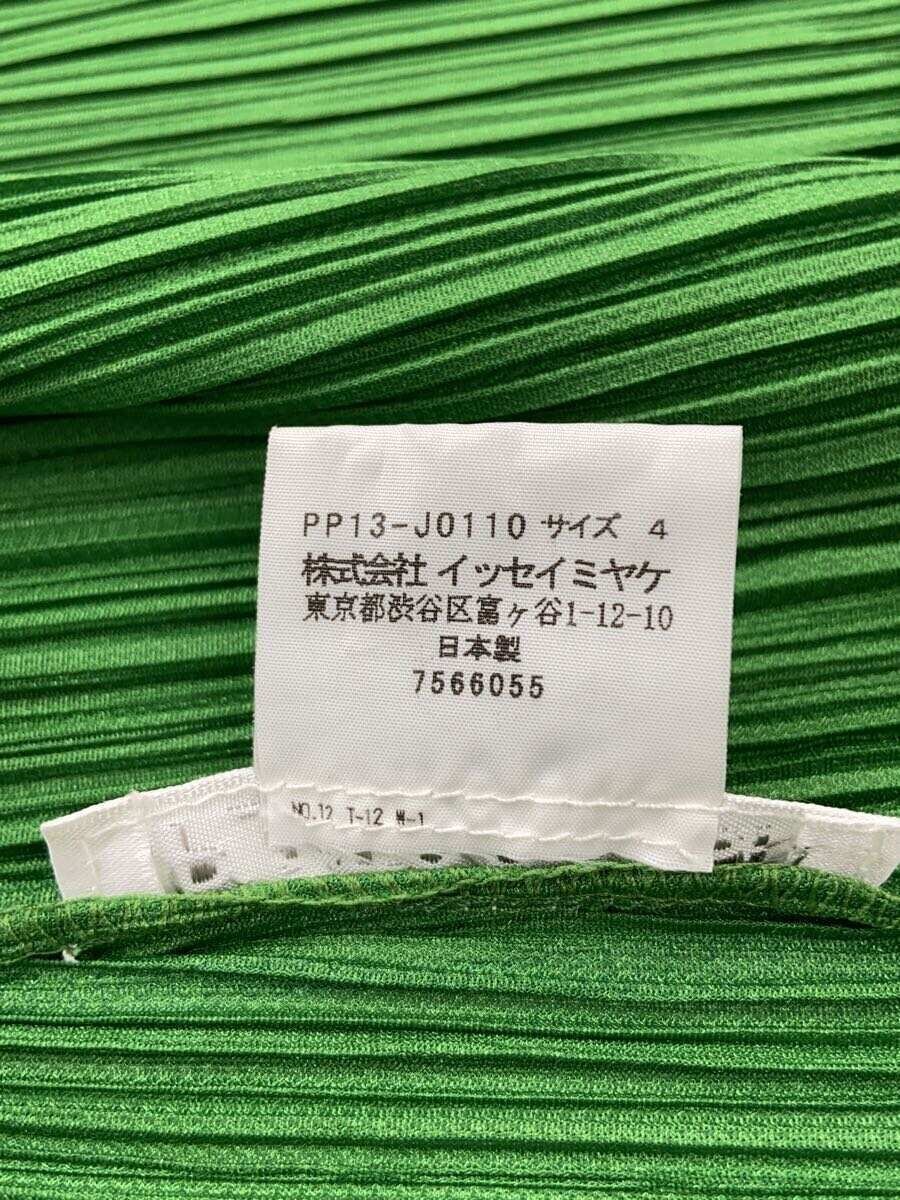 PP13-J0110 サイズ 4
株式会社 イッセイミヤケ
東京都渋谷区富ヶ谷1-12-10
日本製
7566055
NO.12 T-12 W-1